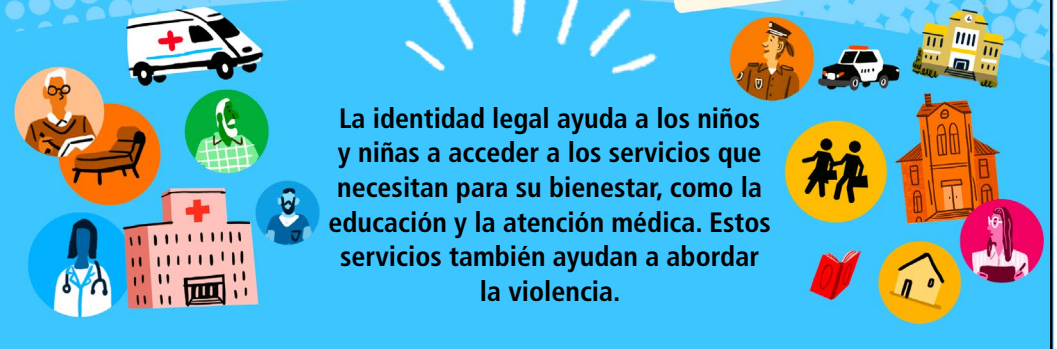 La identidad legal ayuda a los niños
y niñas a acceder a los servicios que
necesitan para su bienestar, como la
educación y la atención médica. Estos
servicios también ayudan a abordar
la violencia.